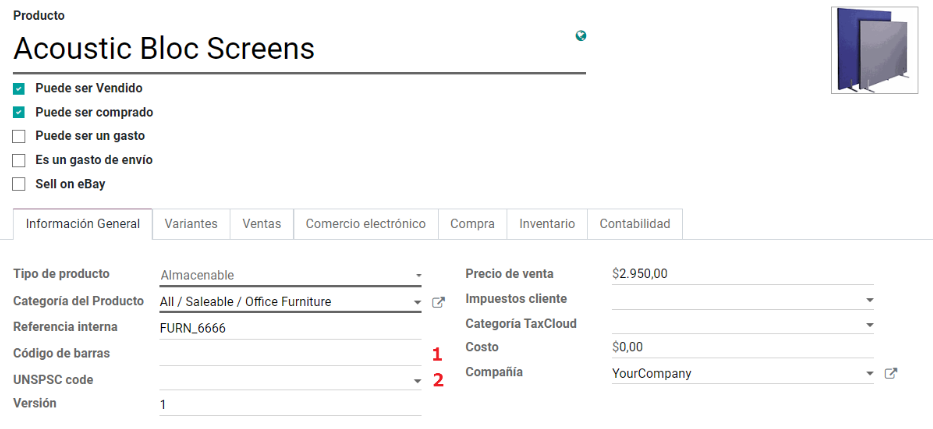 Producto
Acoustic Bloc Screens
Puede ser Vendido
Puede ser comprado
Puede ser un gasto
Es un gasto de envío
Sell on eBay
Información General Variantes Ventas Comercio electrónico Compra Inventario Contabilidad
Tipo de producto Almacenable
Categoría del Producto All / Saleable / Office Furniture
Referencia interna FURN_6666
Código de barras 1
UNSPSC code 2
Versión 1
Precio de venta $2.950,00
Impuestos cliente
Categoría TaxCloud
Costo $0,00
Compañía YourCompany